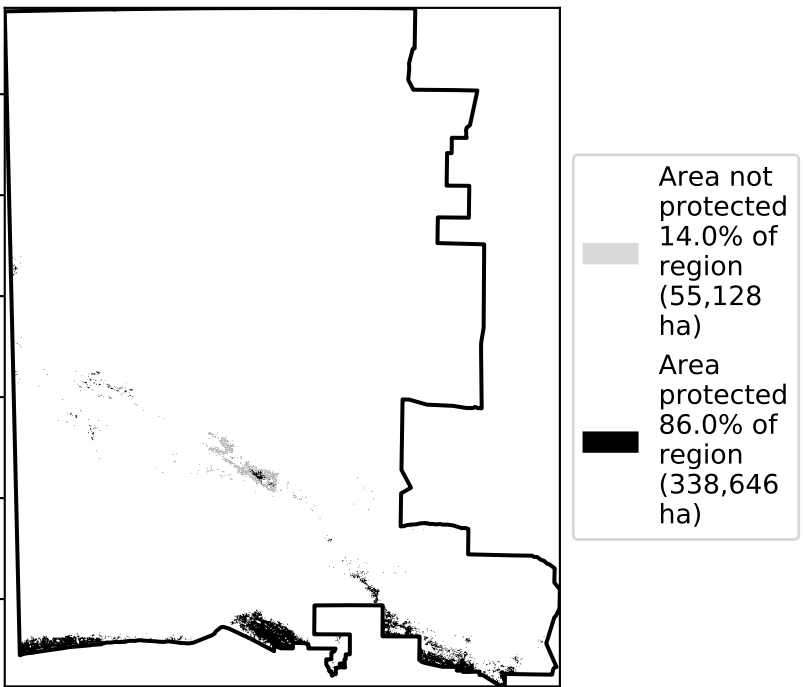 Area not
protected
14.0% of
region
(55,128
ha)
Area
protected
86.0% of
region
(338,646
ha)